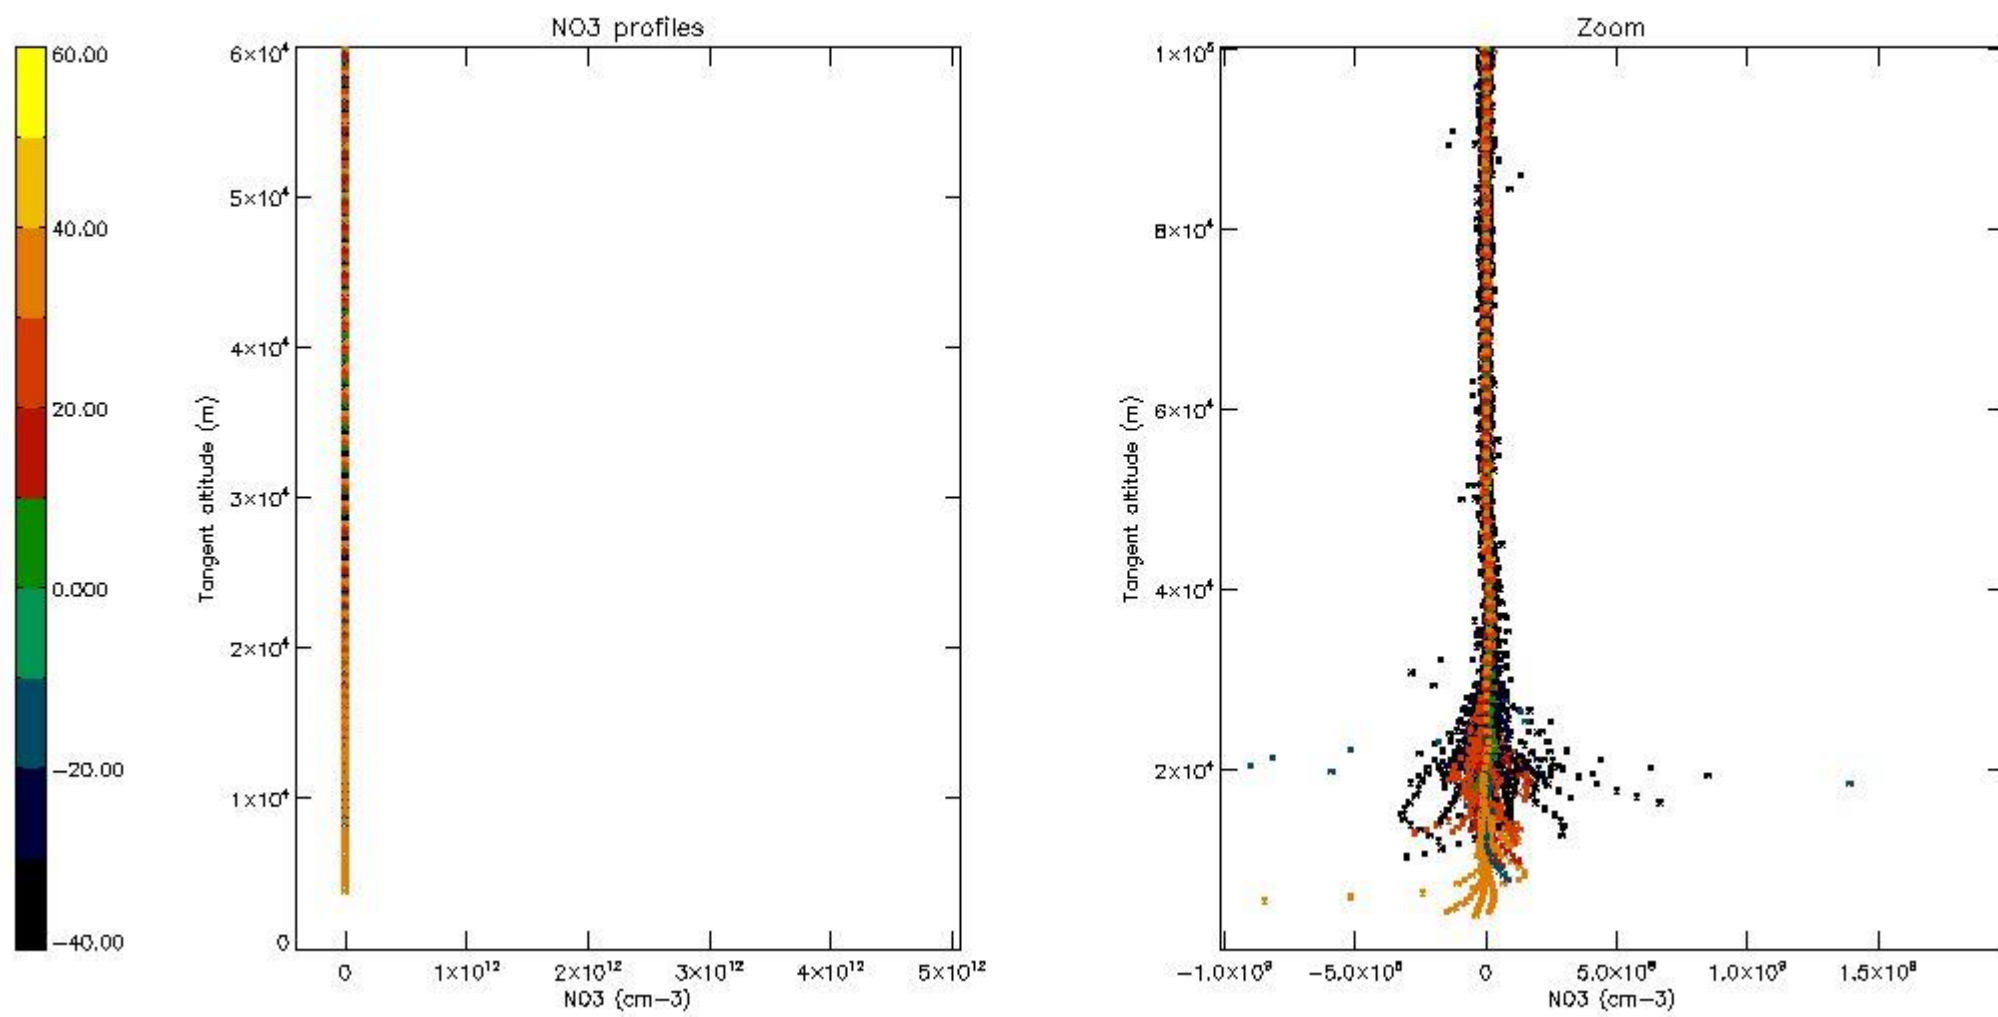 NO3 profiles
60.00
40.00
20.00
0.000
−20.00
−40.00
6×10⁴
5×10⁴
4×10⁴
3×10⁴
2×10⁴
1×10⁴
0
Tangent altitude (m)
0 1×10¹² 2×10¹² 3×10¹² 4×10¹² 5×10¹²
NO3 (cm−3)
Zoom
1×10⁵
8×10⁴
6×10⁴
4×10⁴
2×10⁴
Tangent altitude (m)
−1.0×10⁹ −5.0×10⁸ 0 5.0×10⁸ 1.0×10⁹ 1.5×10⁹
NO3 (cm−3)